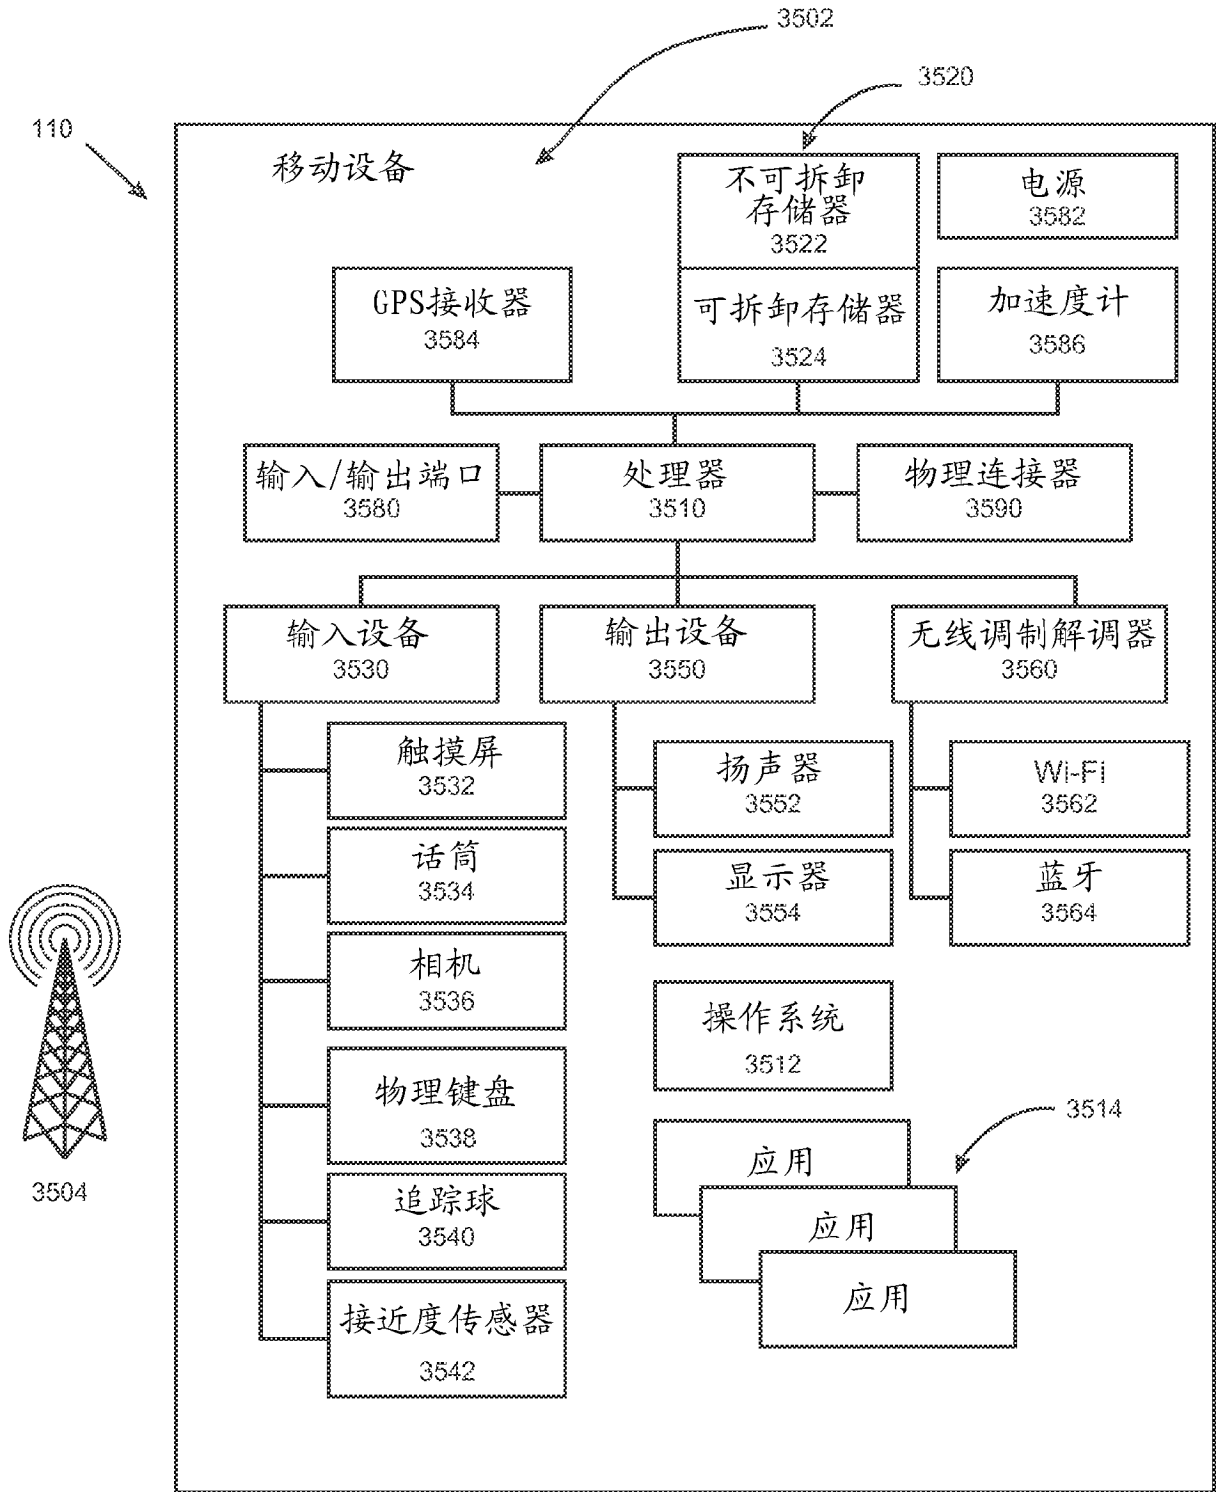 3502
3520
110
移动设备
不可拆卸
存储器
3522
电源
3582
GPS接收器
3584
可拆卸存储器
3524
加速度计
3586
输入/输出端口
3580
处理器
3510
物理连接器
3590
输入设备
3530
输出设备
3550
无线调制解调器
3560
触摸屏
3532
扬声器
3552
Wi-Fi
3562
话筒
3534
显示器
3554
蓝牙
3564
相机
3536
操作系统
3512
物理键盘
3538
3514
应用
3504
追踪球
3540
应用
应用
接近度传感器
3542